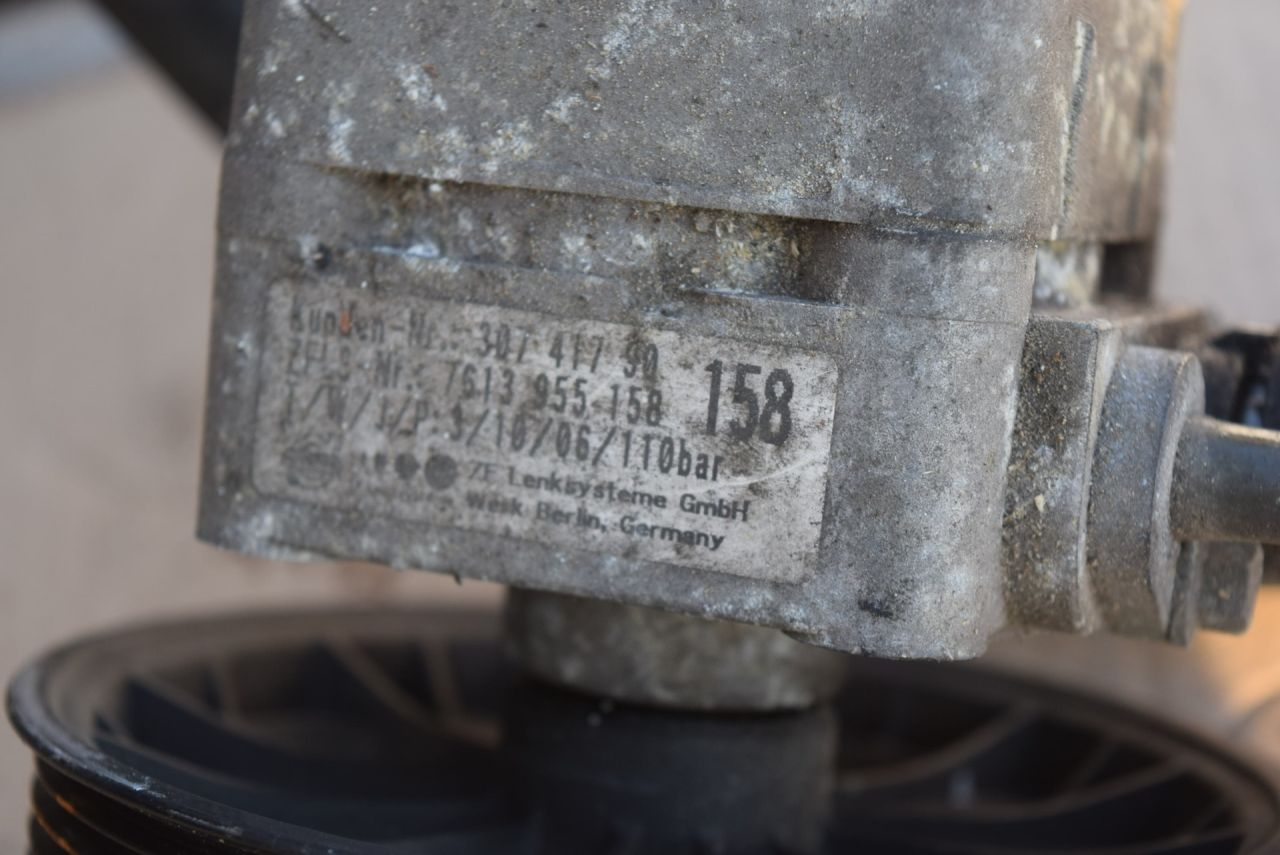 Kunden-Nr.: 307 417 90
ZFLS-Nr.: 7613 955 158
158
T/M/J/P 3/10/06/110bar
ZF Lenksysteme GmbH
Werk Berlin, Germany